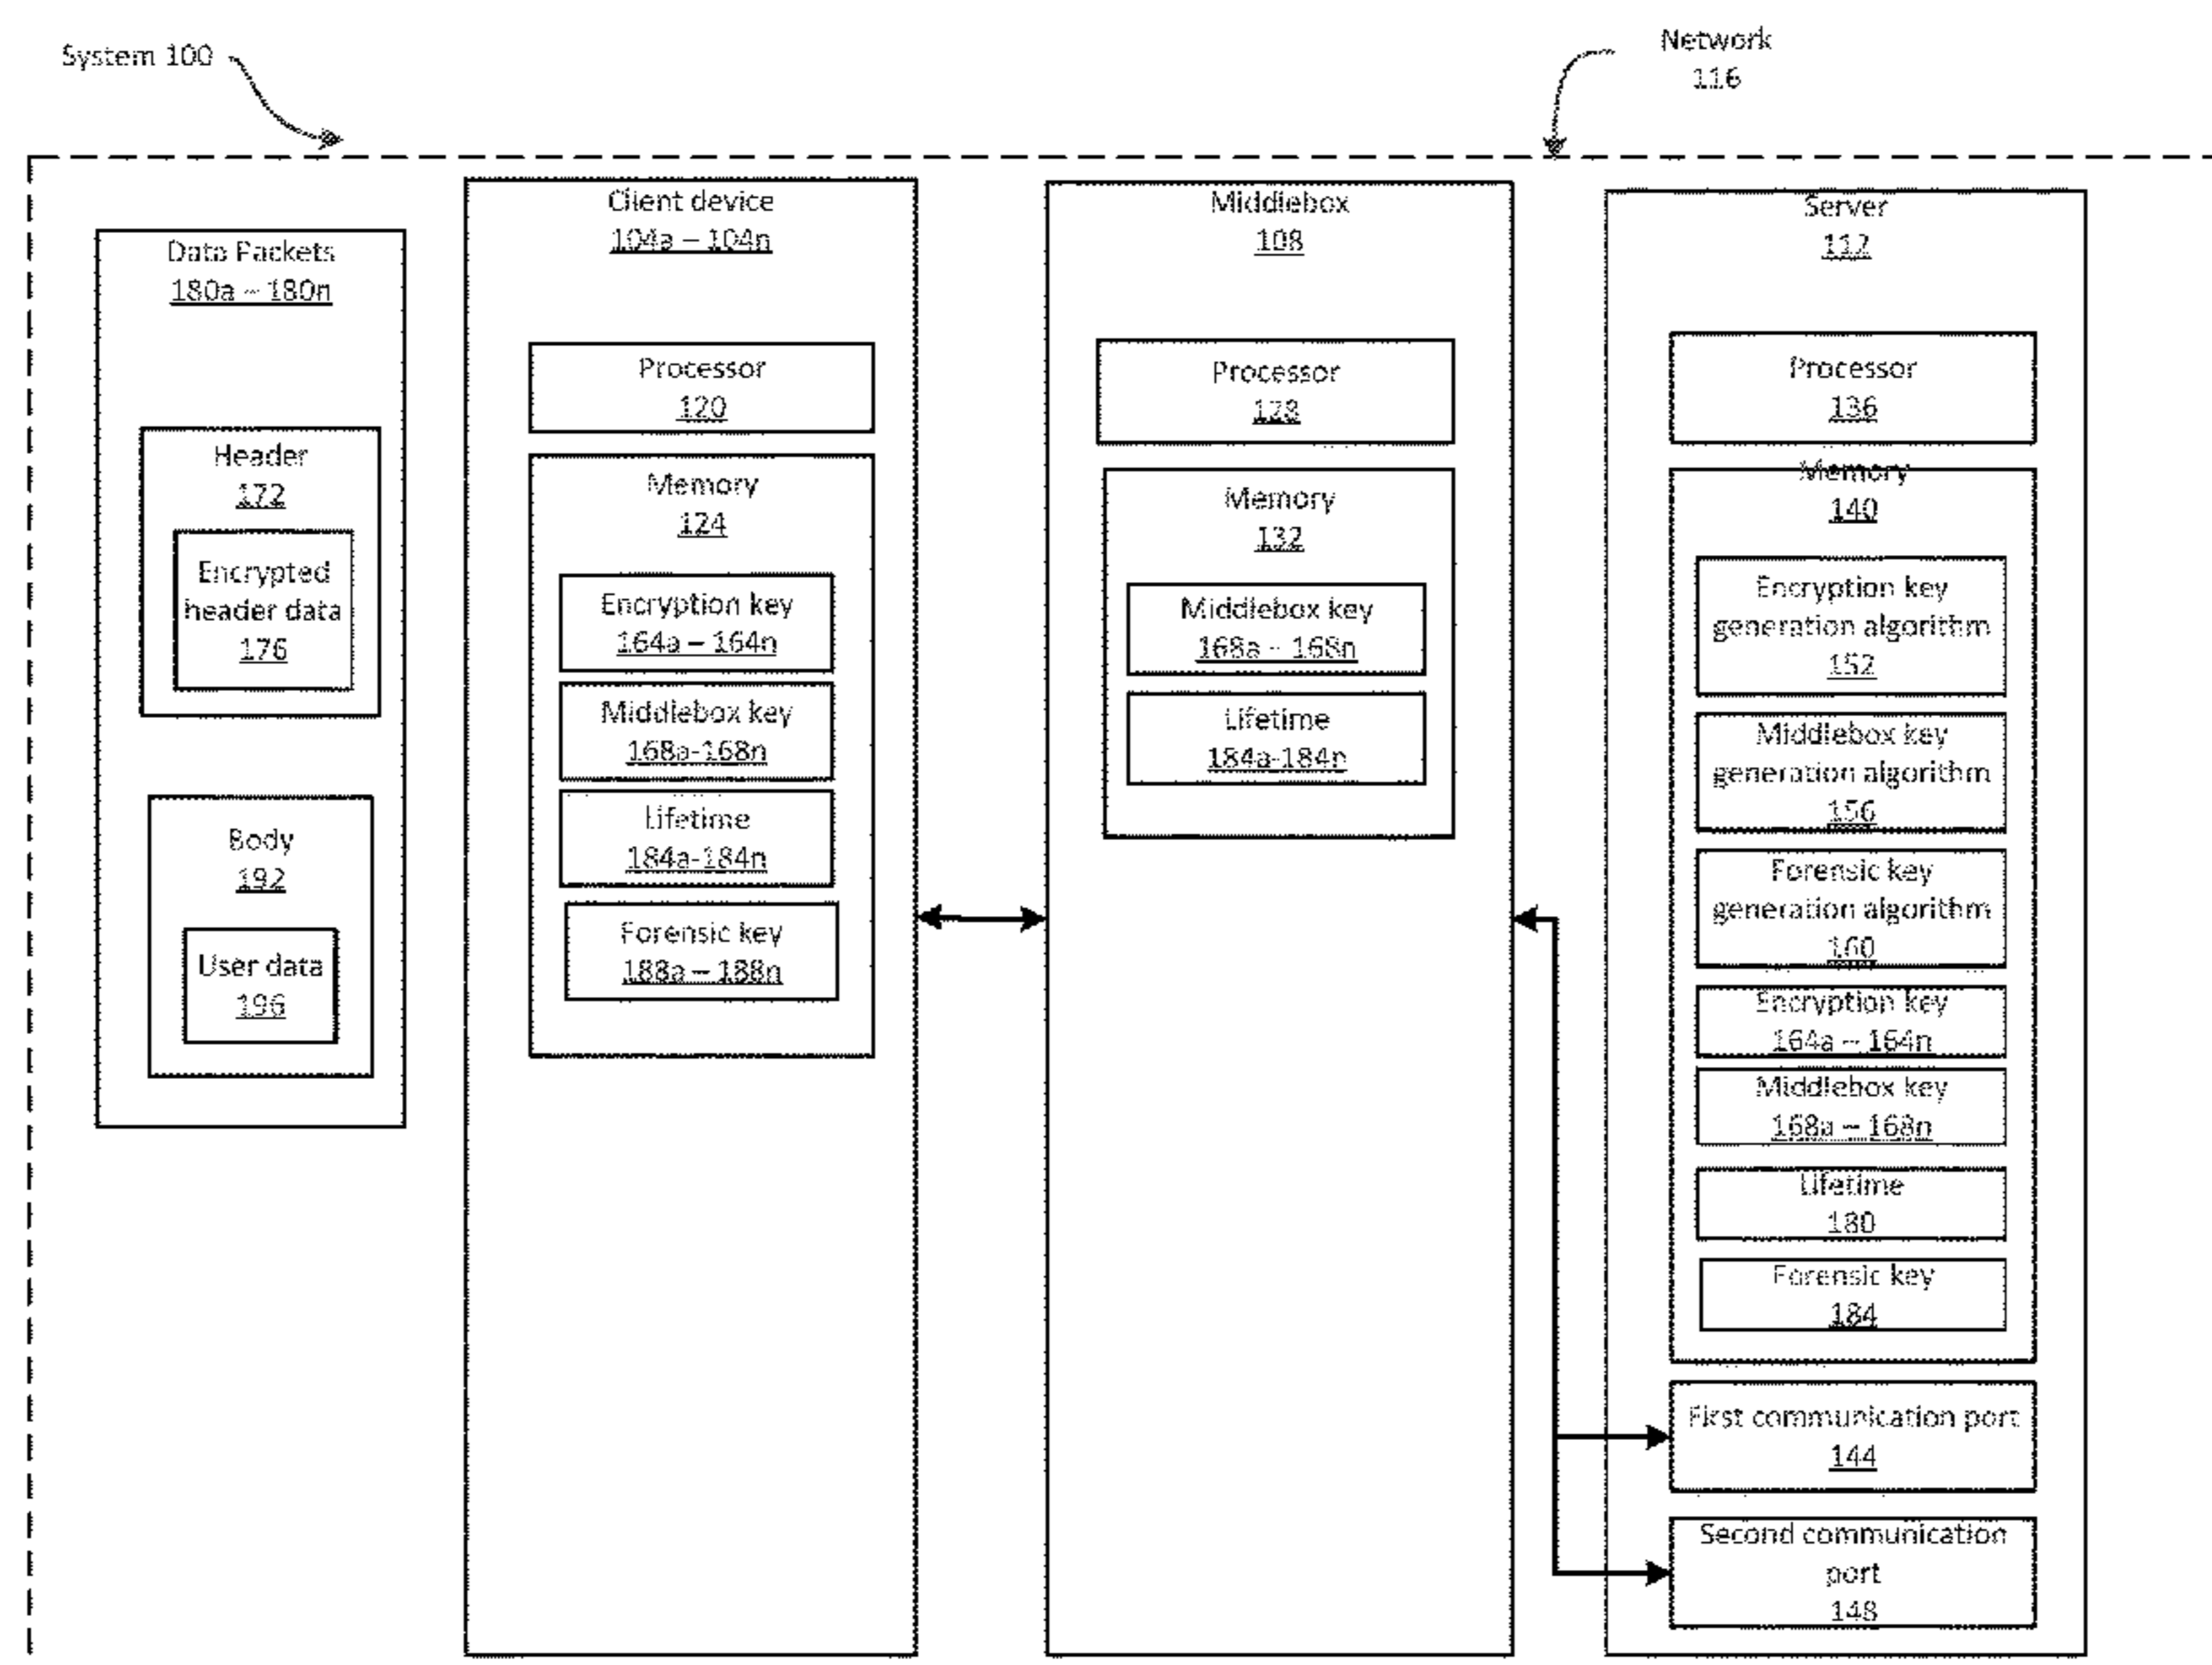 System 100
Network
116
Data Packets
180a – 180n
Header
172
Encrypted
header data
176
Body
192
User data
196
Client device
104a – 104n
Processor
120
Memory
124
Encryption key
164a – 164n
Middlebox key
168a-168n
Lifetime
184a-184n
Forensic key
188a – 188n
Middlebox
108
Processor
128
Memory
132
Middlebox key
168a – 168n
Lifetime
184a-184n
Server
112
Processor
136
Memory
140
Encryption key
generation algorithm
152
Middlebox key
generation algorithm
156
Forensic key
generation algorithm
160
Encryption key
164a – 164n
Middlebox key
168a – 168n
Lifetime
180
Forensic key
184
First communication port
144
Second communication
port
148